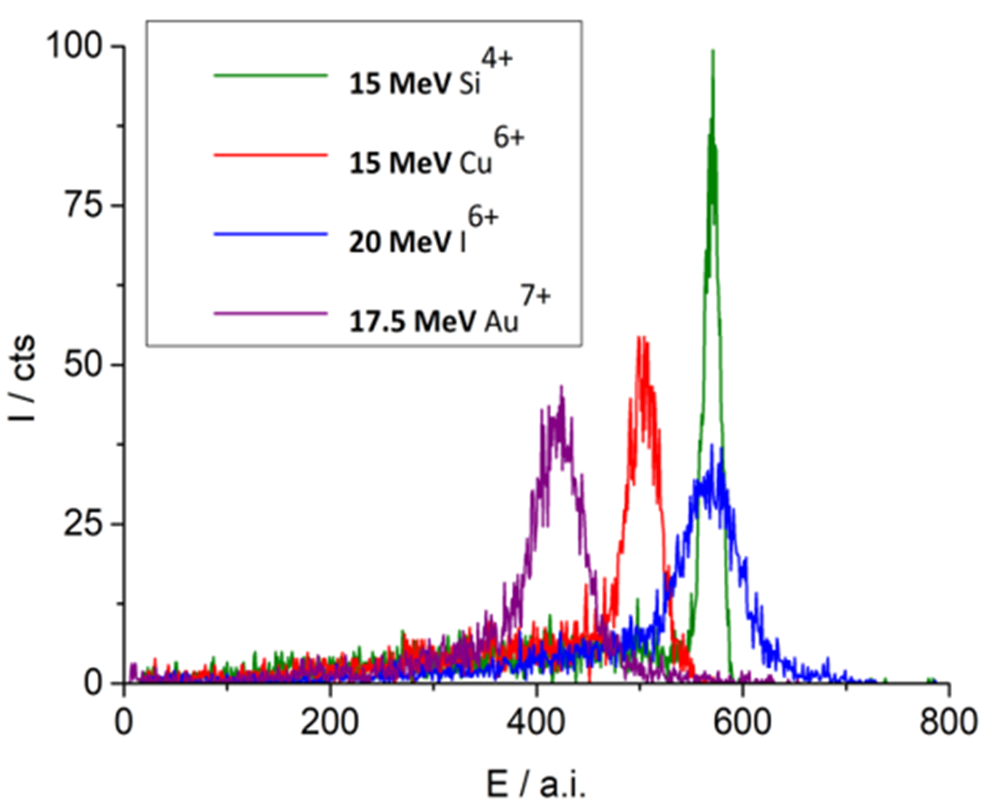 100
75
50
25
0
I / cts
15 MeV Si4+
15 MeV Cu6+
20 MeV I6+
17.5 MeV Au7+
0 200 400 600 800
E / a.i.